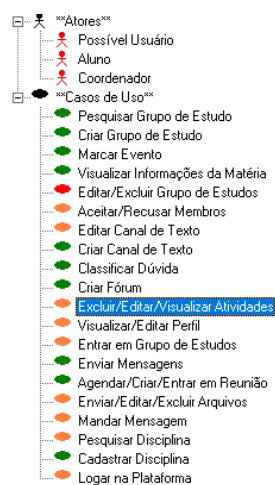 **Atores**
Possível Usuário
Aluno
Coordenador
**Casos de Uso**
Pesquisar Grupo de Estudo
Criar Grupo de Estudo
Marcar Evento
Visualizar Informações da Matéria
Editar/Excluir Grupo de Estudos
Aceitar/Recusar Membros
Editar Canal de Texto
Criar Canal de Texto
Classificar Dúvida
Criar Fórum
Excluir/Editar/Visualizar Atividades
Visualizar/Editar Perfil
Entrar em Grupo de Estudos
Enviar Mensagens
Agendar/Criar/Entrar em Reunião
Enviar/Editar/Excluir Arquivos
Mandar Mensagem
Pesquisar Disciplina
Cadastrar Disciplina
Logar na Plataforma